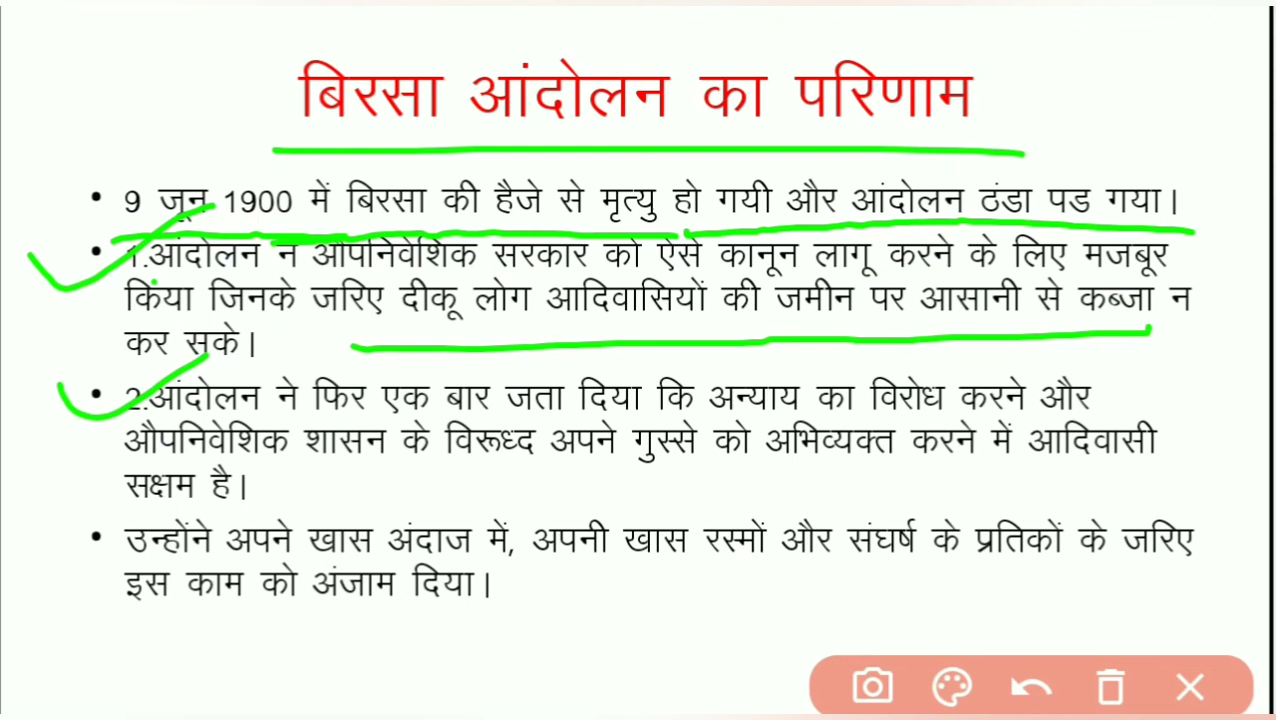 बिरसा आंदोलन का परिणाम
• 9 जून 1900 में बिरसा की हैजे से मृत्यु हो गयी और आंदोलन ठंडा पड गया।
• 1.आंदोलन ने औपनिवेशिक सरकार को ऐसे कानून लागू करने के लिए मजबूर
किया जिनके जरिए दीकू लोग आदिवासियों की जमीन पर आसानी से कब्जा न
कर सके।
• 2.आंदोलन ने फिर एक बार जता दिया कि अन्याय का विरोध करने और
औपनिवेशिक शासन के विरूध्द अपने गुस्से को अभिव्यक्त करने में आदिवासी
सक्षम है।
• उन्होंने अपने खास अंदाज में, अपनी खास रस्मों और संघर्ष के प्रतिकों के जरिए
इस काम को अंजाम दिया।